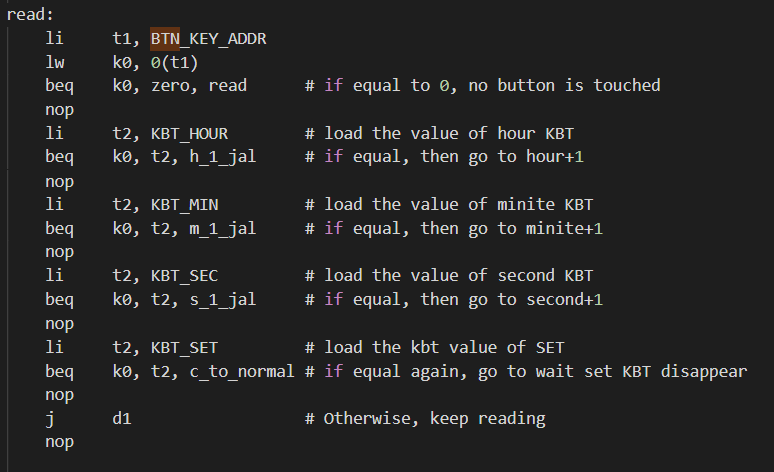 read:
    li     t1, BTN_KEY_ADDR
    lw     k0, 0(t1)
    beq    k0, zero, read      # if equal to 0, no button is touched
    nop
    li     t2, KBT_HOUR        # load the value of hour KBT
    beq    k0, t2, h_1_jal     # if equal, then go to hour+1
    nop
    li     t2, KBT_MIN         # load the value of minite KBT
    beq    k0, t2, m_1_jal     # if equal, then go to minite+1
    nop
    li     t2, KBT_SEC         # load the value of second KBT
    beq    k0, t2, s_1_jal     # if equal, then go to second+1
    nop
    li     t2, KBT_SET         # load the kbt value of SET
    beq    k0, t2, c_to_normal # if equal again, go to wait set KBT disappear
    nop
    j      d1                  # Otherwise, keep reading
    nop